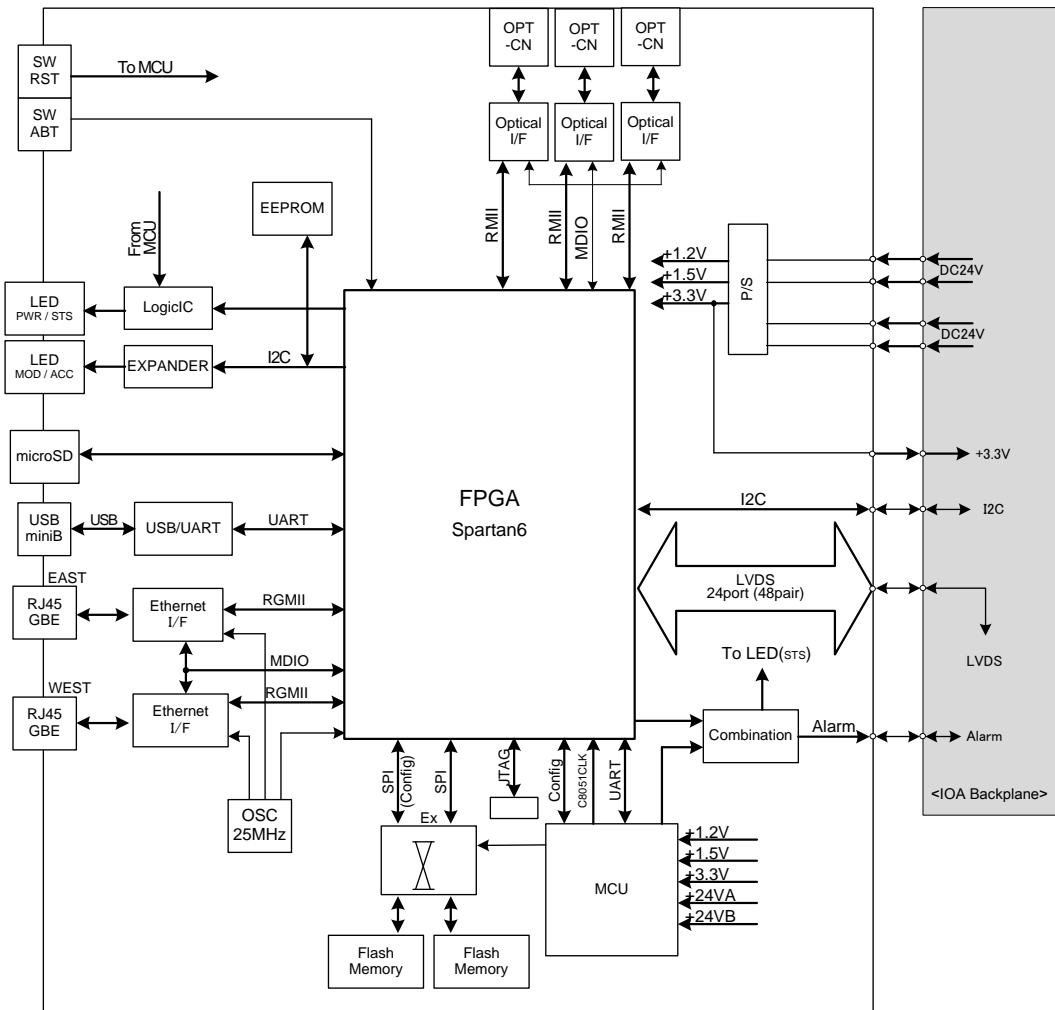 OPT
-CN
OPT
-CN
OPT
-CN
SW
RST
To MCU
SW
ABT
Optical
I/F
Optical
I/F
Optical
I/F
EEPROM
From
MCU
RMII
RMII
MDIO
RMII
+1.2V
+1.5V
+3.3V
P/S
DC24V
DC24V
LED
PWR / STS
LogicIC
LED
MOD / ACC
EXPANDER
I2C
microSD
+3.3V
FPGA
Spartan6
I2C
I2C
USB
miniB
USB
USB/UART
UART
EAST
RJ45
GBE
Ethernet
I/F
RGMII
LVDS
24port (48pair)
LVDS
MDIO
To LED(STS)
WEST
RJ45
GBE
Ethernet
I/F
RGMII
Combination
Alarm
Alarm
SPI
(Config)
SPI
JTAG
Config
C8051CLK
UART
<IOA Backplane>
OSC
25MHz
Ex
MCU
+1.2V
+1.5V
+3.3V
+24VA
+24VB
Flash
Memory
Flash
Memory